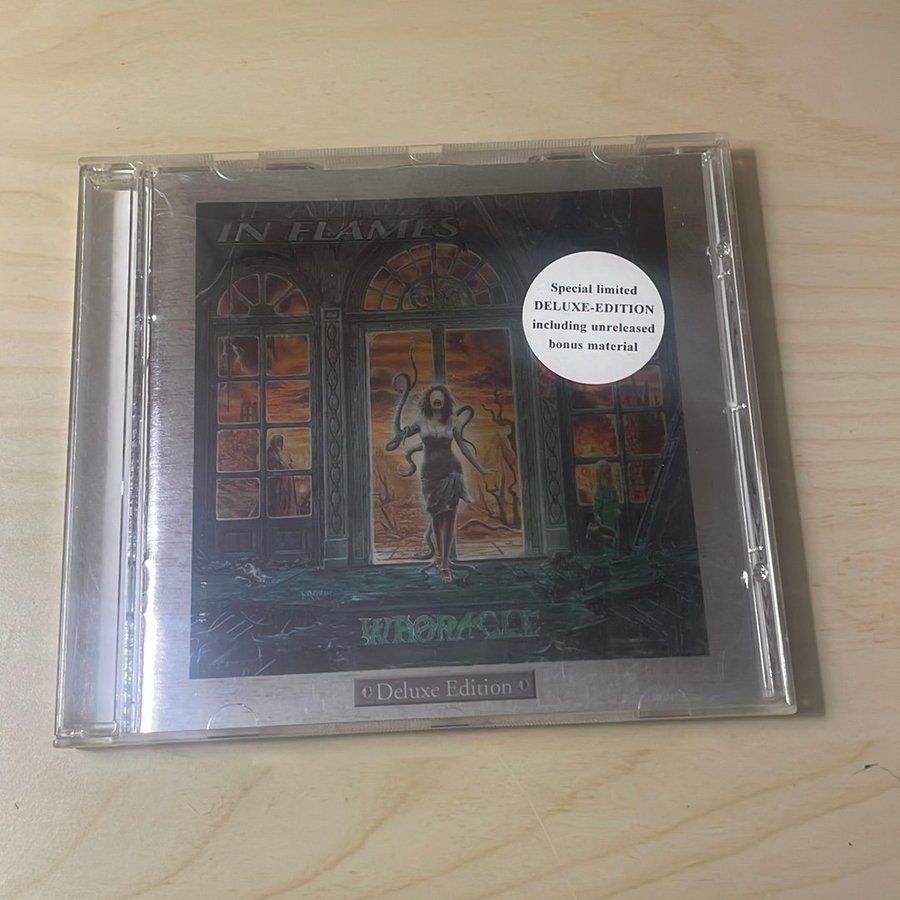 IN FLAMES
Special limited
DELUXE-EDITION
including unreleased
bonus material
WHORACLE
Deluxe Edition